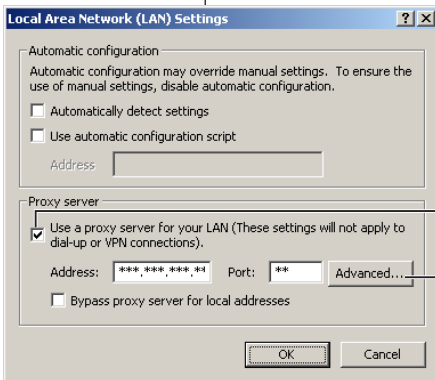 Local Area Network (LAN) Settings
Automatic configuration
Automatic configuration may override manual settings. To ensure the
use of manual settings, disable automatic configuration.
Automatically detect settings
Use automatic configuration script
Address
Proxy server
Use a proxy server for your LAN (These settings will not apply to
dial-up or VPN connections).
Address: ***.***.***.** Port: ** Advanced...
Bypass proxy server for local addresses
OK Cancel